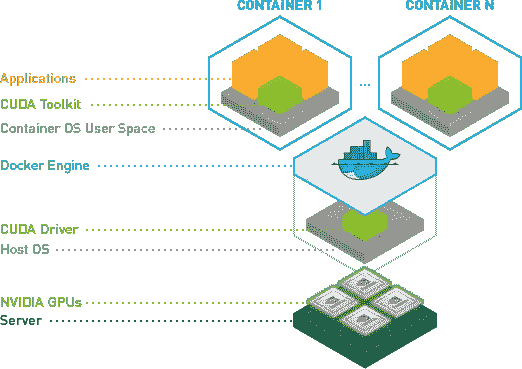 CONTAINER 1
CONTAINER N
Applications
...
CUDA Toolkit
Container OS User Space
Docker Engine
CUDA Driver
Host OS
NVIDIA GPUs
Server